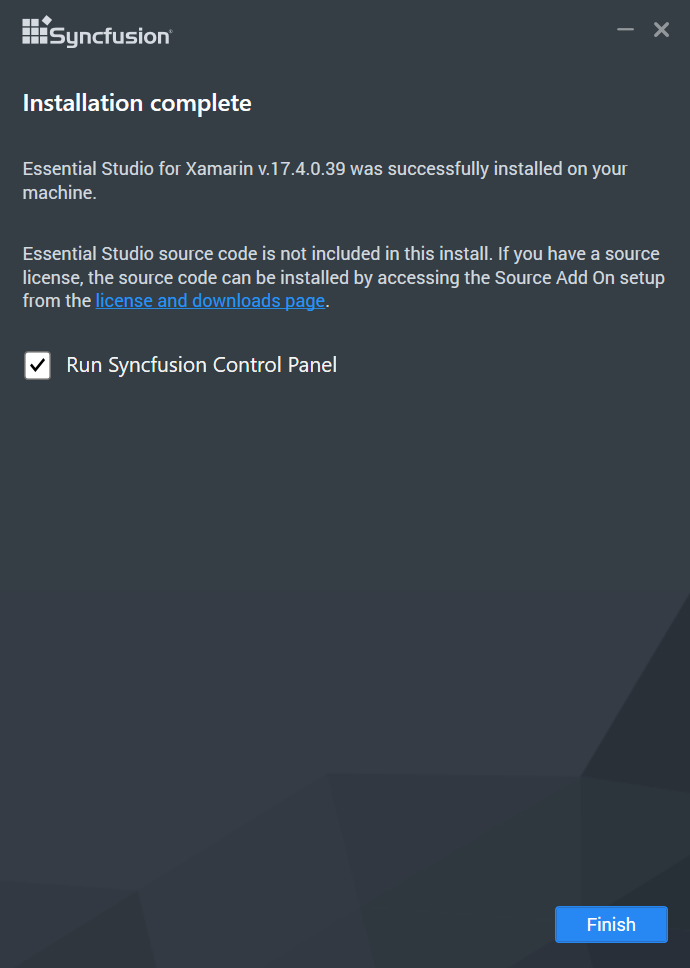 Syncfusion®
Installation complete
Essential Studio for Xamarin v.17.4.0.39 was successfully installed on your
machine.
Essential Studio source code is not included in this install. If you have a source
license, the source code can be installed by accessing the Source Add On setup
from the license and downloads page.
Run Syncfusion Control Panel
Finish